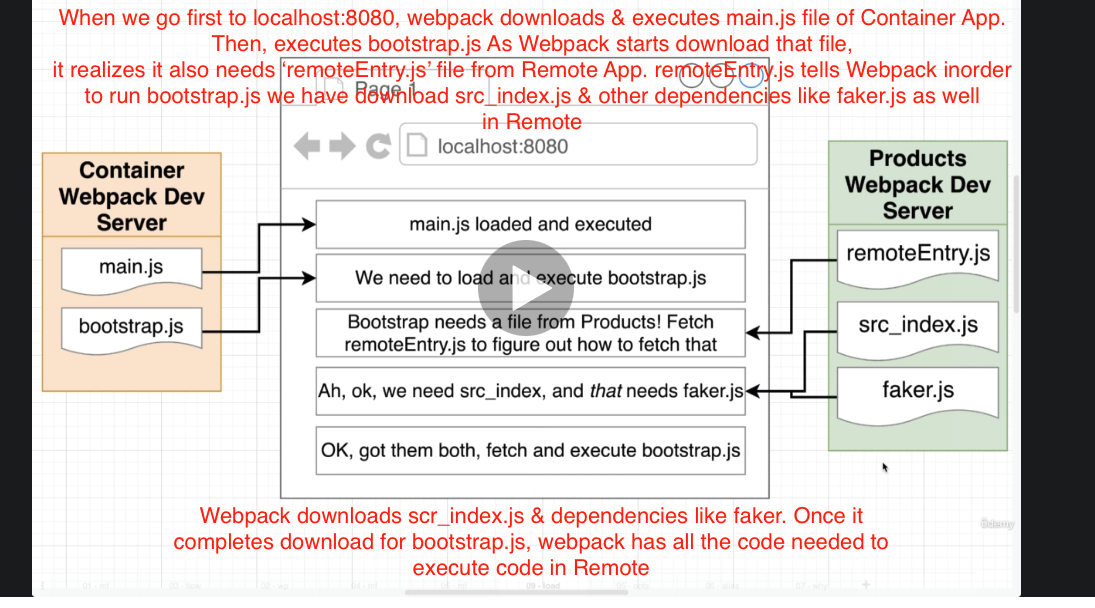 When we go first to localhost:8080, webpack downloads & executes main.js file of Container App.
Then, executes bootstrap.js As Webpack starts download that file,
it realizes it also needs ‘remoteEntry.js’ file from Remote App. remoteEntry.js tells Webpack inorder
to run bootstrap.js we have download src_index.js & other dependencies like faker.js as well
in Remote
Page 1
localhost:8080
Container
Webpack Dev
Server
main.js
bootstrap.js
main.js loaded and executed
We need to load and execute bootstrap.js
Bootstrap needs a file from Products! Fetch
remoteEntry.js to figure out how to fetch that
Ah, ok, we need src_index, and that needs faker.js
OK, got them both, fetch and execute bootstrap.js
Products
Webpack Dev
Server
remoteEntry.js
src_index.js
faker.js
Webpack downloads scr_index.js & dependencies like faker. Once it
completes download for bootstrap.js, webpack has all the code needed to
execute code in Remote
ûdemy
09 - load